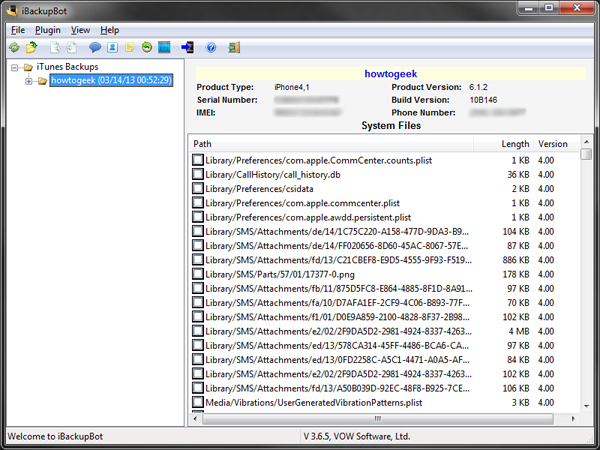 iBackupBot
File Plugin View Help
iTunes Backups
howtogeek (03/14/13 00:52:29)
howtogeek
Product Type: iPhone4,1 Product Version: 6.1.2
Serial Number: Build Version: 10B146
IMEI: Phone Number:
System Files
Path Length Version
Library/Preferences/com.apple.CommCenter.counts.plist 1 KB 4.00
Library/CallHistory/call_history.db 36 KB 4.00
Library/Preferences/csidata 2 KB 4.00
Library/Preferences/com.apple.commcenter.plist 1 KB 4.00
Library/Preferences/com.apple.awdd.persistent.plist 1 KB 4.00
Library/SMS/Attachments/de/14/1C75C220-A158-477D-9DA3-B9... 104 KB 4.00
Library/SMS/Attachments/de/14/FF020656-8D60-45AC-8067-57E... 87 KB 4.00
Library/SMS/Attachments/fd/13/C21CBEF8-E9D5-4555-9F93-F519... 886 KB 4.00
Library/SMS/Parts/57/01/17377-0.png 178 KB 4.00
Library/SMS/Attachments/fb/11/875D5FC8-E864-4885-8F1D-8A91... 97 KB 4.00
Library/SMS/Attachments/fa/10/D7AFA1EF-2CF9-4C06-B893-77F... 70 KB 4.00
Library/SMS/Attachments/f1/01/D0E9A859-2100-4828-8F37-2B98... 102 KB 4.00
Library/SMS/Attachments/e2/02/2F9DA5D2-2981-4924-8337-4263... 4 MB 4.00
Library/SMS/Attachments/ed/13/578CA314-45FF-4486-BCA6-CA... 97 KB 4.00
Library/SMS/Attachments/ed/13/0FD2258C-A5C1-4471-A0A5-AF... 84 KB 4.00
Library/SMS/Attachments/e2/02/2F9DA5D2-2981-4924-8337-4263... 102 KB 4.00
Library/SMS/Attachments/fd/13/A50B039D-92EC-48F8-B925-7CE... 106 KB 4.00
Media/Vibrations/UserGeneratedVibrationPatterns.plist 3 KB 4.00
Welcome to iBackupBot V 3.6.5, VOW Software, Ltd.